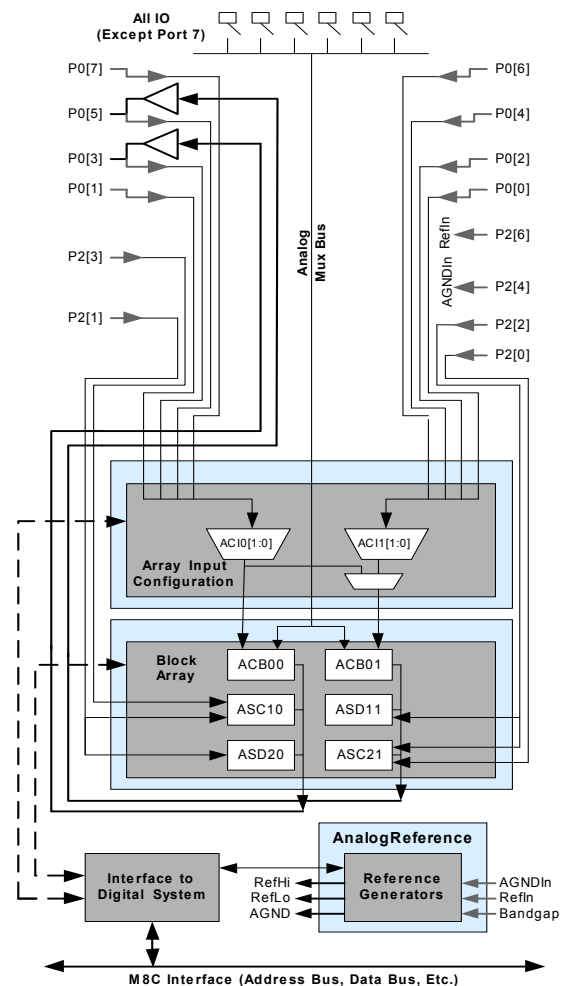 All IO
(Except Port 7)
P0[7]
P0[6]
P0[5]
P0[4]
P0[3]
P0[2]
P0[1]
P0[0]
P2[3]
Analog
Mux Bus
AGNDIn RefIn
P2[6]
P2[4]
P2[1]
P2[2]
P2[0]
ACI0[1:0]
ACI1[1:0]
Array Input
Configuration
Block
Array
ACB00
ACB01
ASC10
ASD11
ASD20
ASC21
AnalogReference
Interface to
Digital System
RefHi
RefLo
AGND
Reference
Generators
AGNDIn
RefIn
Bandgap
M8C Interface (Address Bus, Data Bus, Etc.)